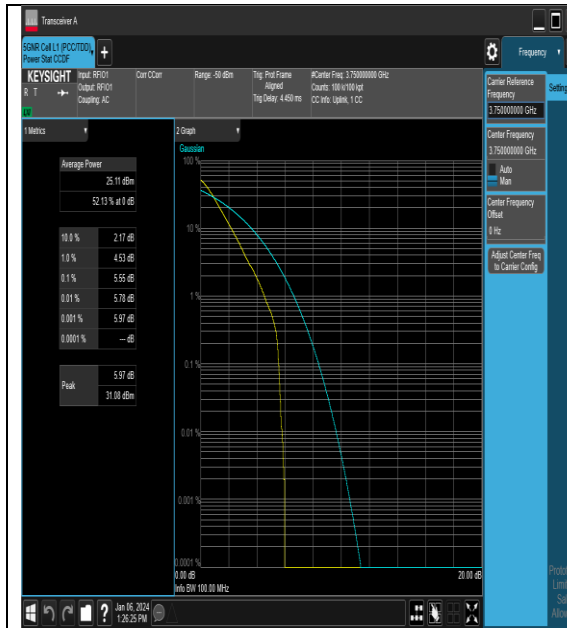 Transceiver A
5GNR Cell L1 (PCC/TDD),
Power Stat CCDF
+
Frequency
KEYSIGHT
R T
LV
Input: RFIO1
Output: RFIO1
Coupling: AC
Corr CCorr
Range: -50 dBm
Trig: Prot Frame
Aligned
Trig Delay: 4.450 ms
#Center Freq: 3.750000000 GHz
Counts: 100 k/100 kpt
CC Info: Uplink, 1 CC
Carrier Reference
Frequency
3.750000000 GHz
Setting
Center Frequency
3.750000000 GHz
Auto
Man
Center Frequency
Offset
0 Hz
Adjust Center Freq
to Carrier Config
1 Metrics
Average Power
25.11 dBm
52.13 % at 0 dB
10.0 % 2.17 dB
1.0 % 4.53 dB
0.1 % 5.55 dB
0.01 % 5.78 dB
0.001 % 5.97 dB
0.0001 % --- dB
Peak
5.97 dB
31.08 dBm
2 Graph
Gaussian
100 %
10 %
1 %
0.1 %
0.01 %
0.001 %
0.0001 %
0.00 dB
20.00 dB
Info BW 100.00 MHz
Jan 06, 2024
1:26:25 PM
?